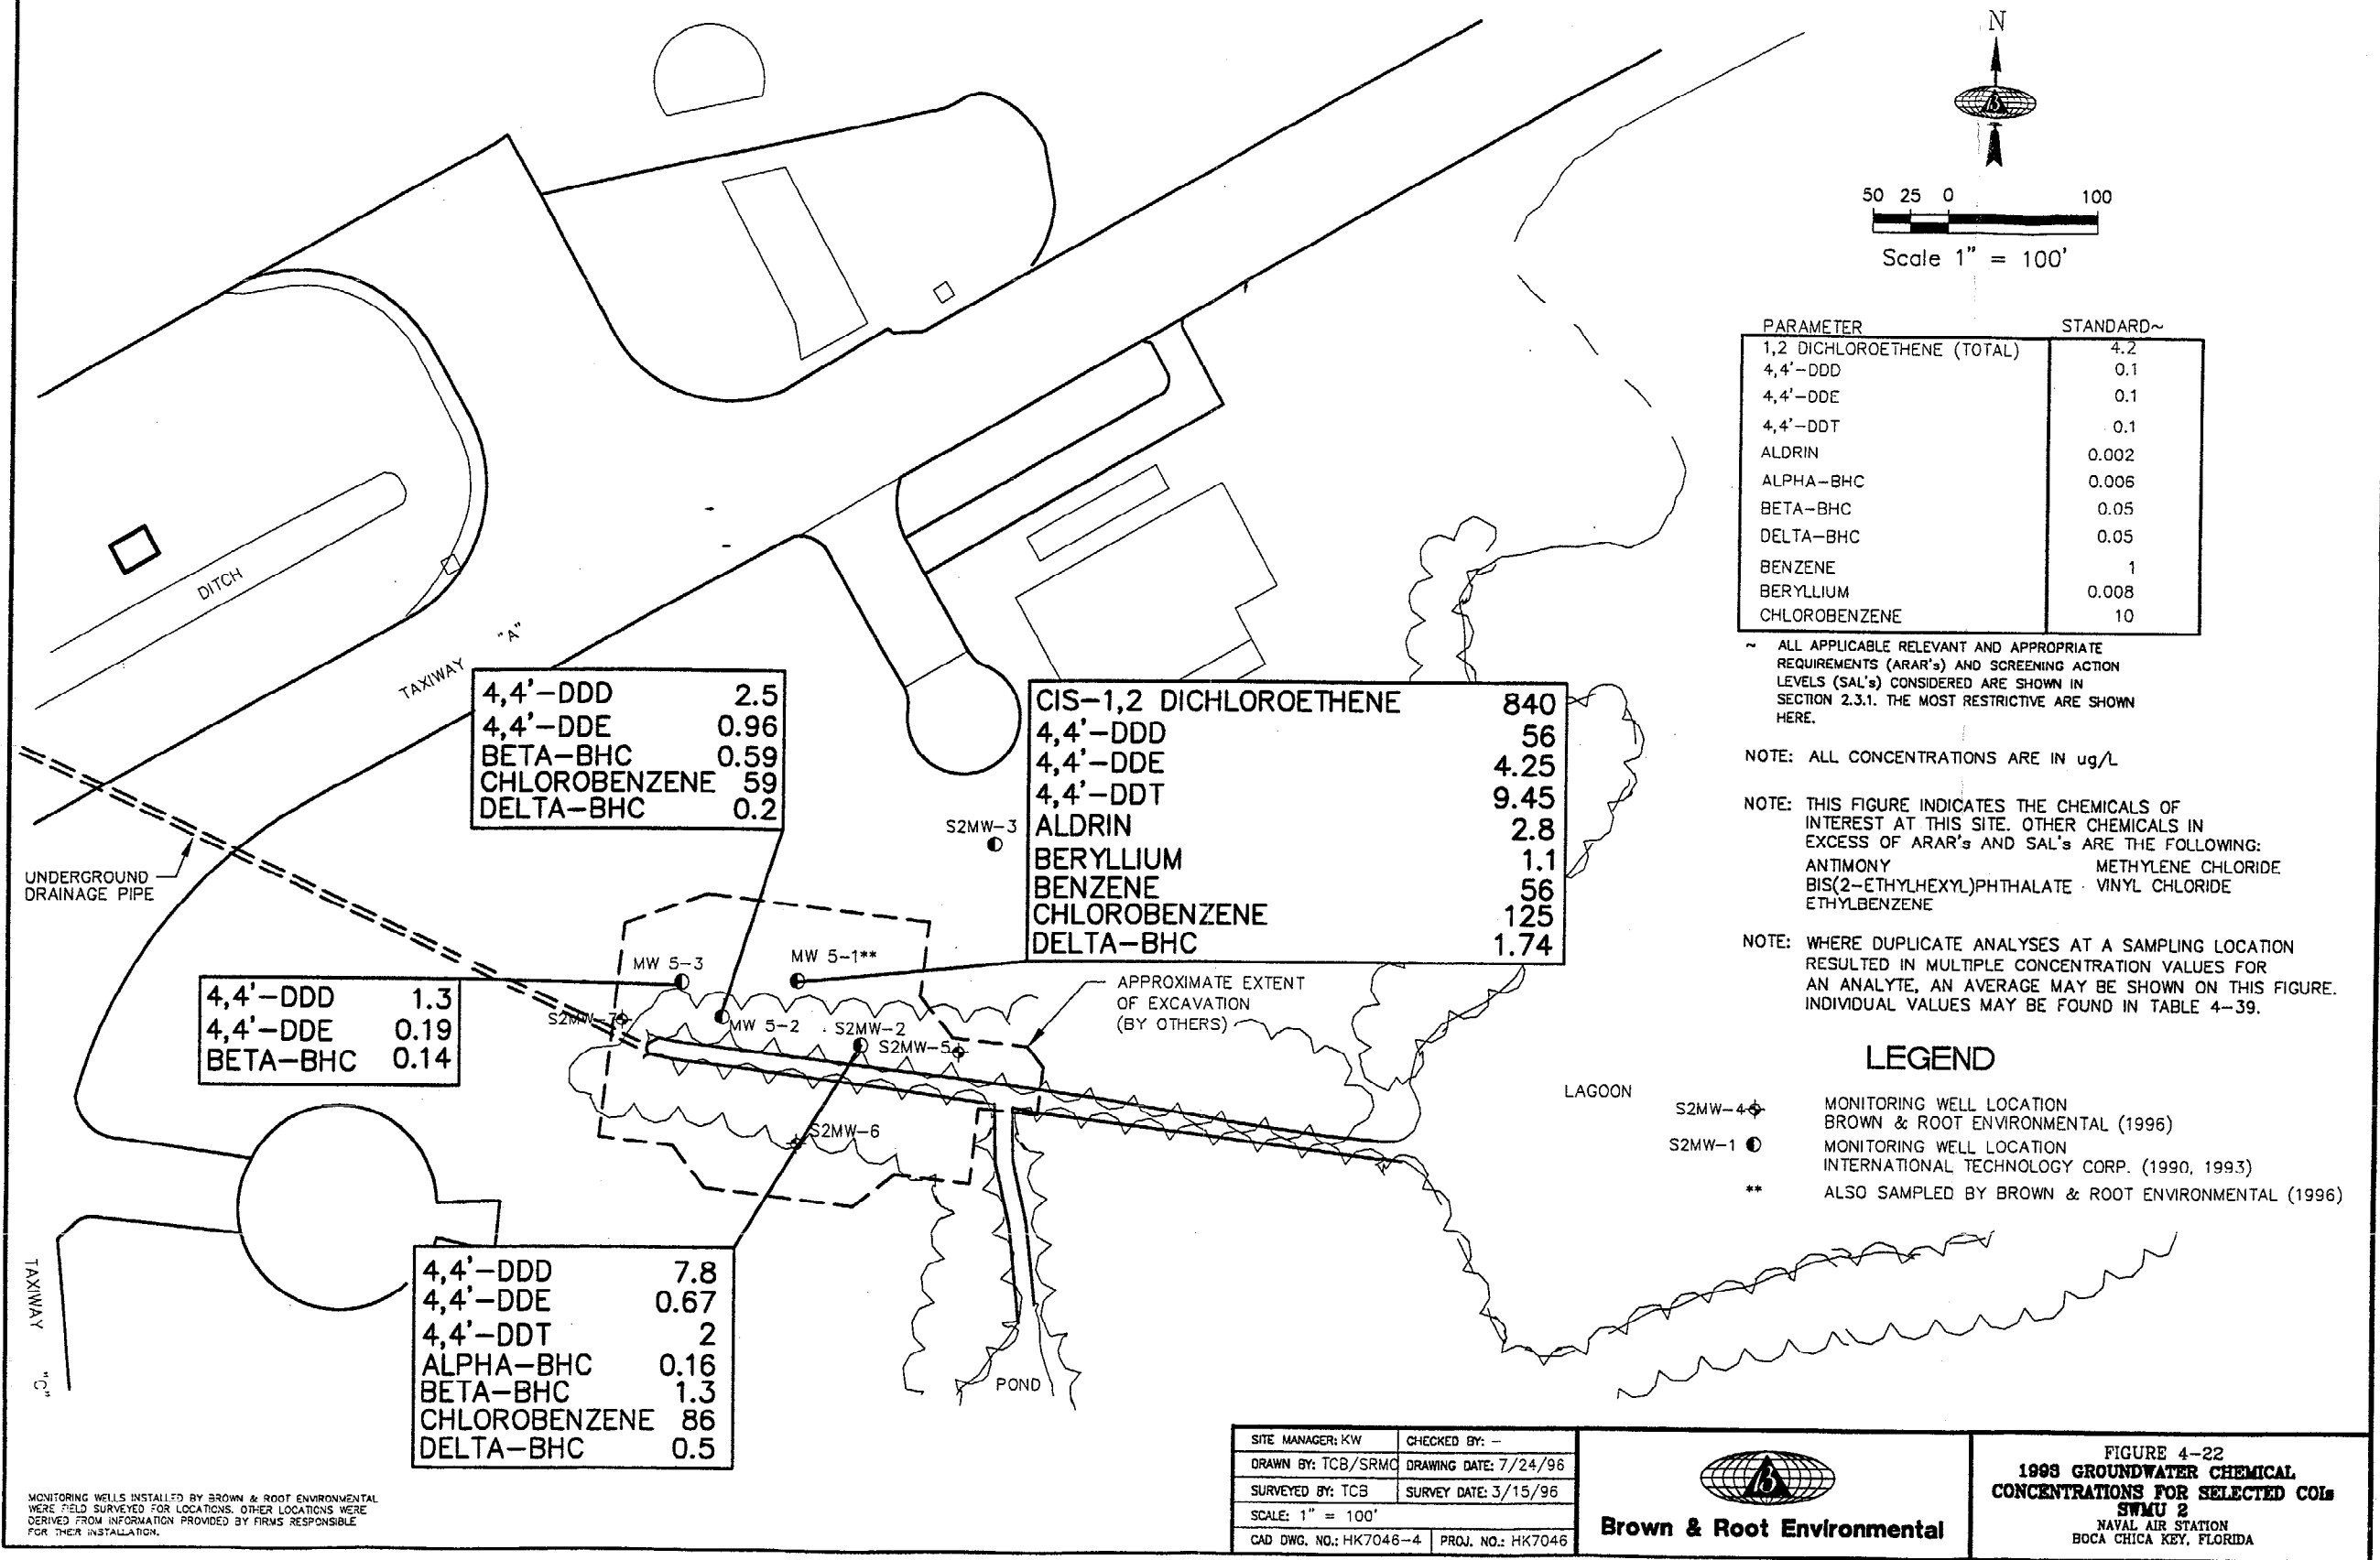 N
50 25 0 100
Scale 1" = 100'
PARAMETER STANDARD~
1,2 DICHLOROETHENE (TOTAL) 4.2
4,4'-DDD 0.1
4,4'-DDE 0.1
4,4'-DDT 0.1
ALDRIN 0.002
ALPHA-BHC 0.006
BETA-BHC 0.05
DELTA-BHC 0.05
BENZENE 1
BERYLLIUM 0.008
CHLOROBENZENE 10
~ ALL APPLICABLE RELEVANT AND APPROPRIATE
REQUIREMENTS (ARAR's) AND SCREENING ACTION
LEVELS (SAL's) CONSIDERED ARE SHOWN IN
SECTION 2.3.1. THE MOST RESTRICTIVE ARE SHOWN
HERE.
NOTE: ALL CONCENTRATIONS ARE IN ug/L
NOTE: THIS FIGURE INDICATES THE CHEMICALS OF
INTEREST AT THIS SITE. OTHER CHEMICALS IN
EXCESS OF ARAR's AND SAL's ARE THE FOLLOWING:
ANTIMONY METHYLENE CHLORIDE
BIS(2-ETHYLHEXYL)PHTHALATE VINYL CHLORIDE
ETHYLBENZENE
NOTE: WHERE DUPLICATE ANALYSES AT A SAMPLING LOCATION
RESULTED IN MULTIPLE CONCENTRATION VALUES FOR
AN ANALYTE, AN AVERAGE MAY BE SHOWN ON THIS FIGURE.
INDIVIDUAL VALUES MAY BE FOUND IN TABLE 4-39.
LEGEND
S2MW-4 MONITORING WELL LOCATION
BROWN & ROOT ENVIRONMENTAL (1996)
S2MW-1 MONITORING WELL LOCATION
INTERNATIONAL TECHNOLOGY CORP. (1990, 1993)
** ALSO SAMPLED BY BROWN & ROOT ENVIRONMENTAL (1996)
DITCH
TAXIWAY "A"
4,4'-DDD 2.5
4,4'-DDE 0.96
BETA-BHC 0.59
CHLOROBENZENE 59
DELTA-BHC 0.2
CIS-1,2 DICHLOROETHENE 840
4,4'-DDD 56
4,4'-DDE 4.25
4,4'-DDT 9.45
ALDRIN 2.8
BERYLLIUM 1.1
BENZENE 56
CHLOROBENZENE 125
DELTA-BHC 1.74
S2MW-3
UNDERGROUND
DRAINAGE PIPE
MW 5-3
MW 5-1**
APPROXIMATE EXTENT
OF EXCAVATION
(BY OTHERS)
4,4'-DDD 1.3
4,4'-DDE 0.19
BETA-BHC 0.14
S2MW-7
MW 5-2
S2MW-2
S2MW-5
S2MW-6
LAGOON
POND
TAXIWAY "C"
4,4'-DDD 7.8
4,4'-DDE 0.67
4,4'-DDT 2
ALPHA-BHC 0.16
BETA-BHC 1.3
CHLOROBENZENE 86
DELTA-BHC 0.5
MONITORING WELLS INSTALLED BY BROWN & ROOT ENVIRONMENTAL
WERE FIELD SURVEYED FOR LOCATIONS. OTHER LOCATIONS WERE
DERIVED FROM INFORMATION PROVIDED BY FIRMS RESPONSIBLE
FOR THEIR INSTALLATION.
SITE MANAGER: KW CHECKED BY: -
DRAWN BY: TCB/SRMC DRAWING DATE: 7/24/96
SURVEYED BY: TCB SURVEY DATE: 3/15/96
SCALE: 1" = 100'
CAD DWG. NO.: HK7046-4 PROJ. NO.: HK7046
Brown & Root Environmental
FIGURE 4-22
1993 GROUNDWATER CHEMICAL
CONCENTRATIONS FOR SELECTED COIs
SWMU 2
NAVAL AIR STATION
BOCA CHICA KEY, FLORIDA